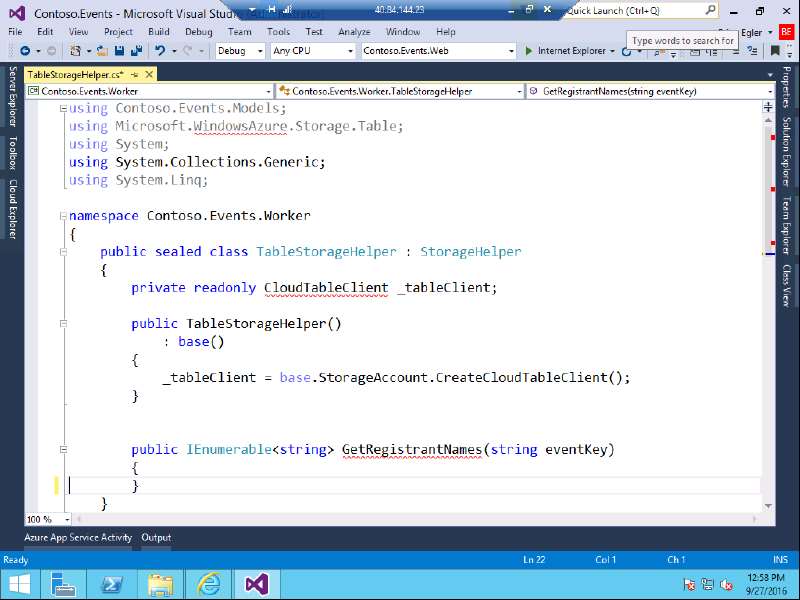 Contoso.Events - Microsoft Visual Studio
40.84.144.23
Quick Launch (Ctrl+Q)
File Edit View Project Build Debug Team Tools Test Analyze Window Help
Egler
BE
Type words to search for
Debug
Any CPU
Contoso.Events.Web
Internet Explorer
TableStorageHelper.cs*
Contoso.Events.Worker
Contoso.Events.Worker.TableStorageHelper
GetRegistrantNames(string eventKey)
Server Explorer
Toolbox
Cloud Explorer
using Contoso.Events.Models;
using Microsoft.WindowsAzure.Storage.Table;
using System;
using System.Collections.Generic;
using System.Linq;
namespace Contoso.Events.Worker
{
public sealed class TableStorageHelper : StorageHelper
{
private readonly CloudTableClient _tableClient;
public TableStorageHelper()
: base()
{
_tableClient = base.StorageAccount.CreateCloudTableClient();
}
public IEnumerable<string> GetRegistrantNames(string eventKey)
{
}
}
Properties
Solution Explorer
Team Explorer
Class View
100 %
Azure App Service Activity
Output
Ready
Ln 22
Col 1
Ch 1
INS
12:58 PM
9/27/2016